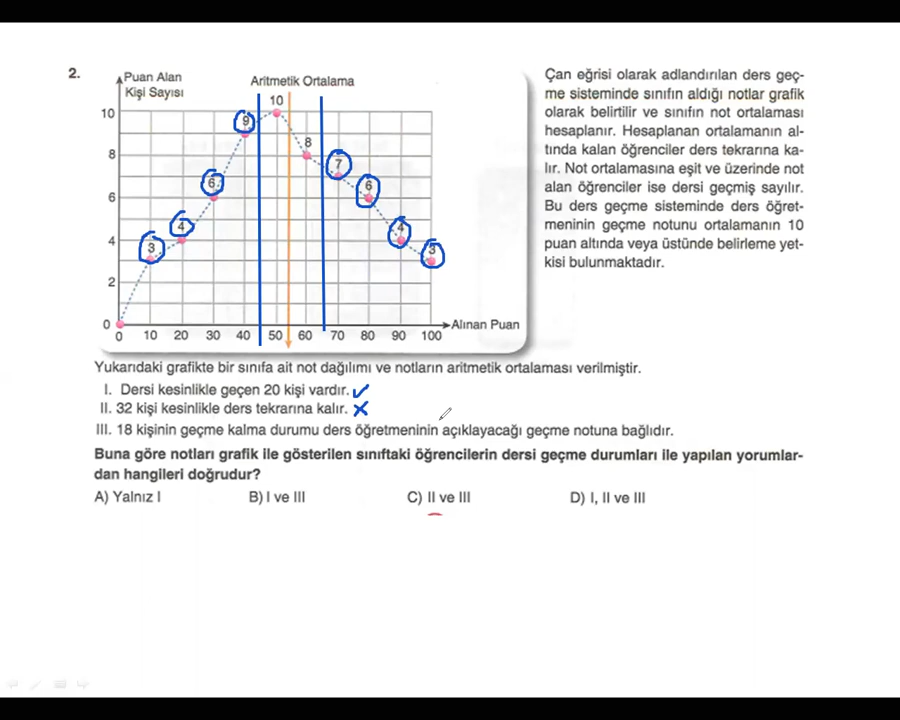 2.
Puan Alan
Kişi Sayısı
Aritmetik Ortalama
10
8
6
4
2
0
3
4
6
9
10
8
7
6
4
3
0 10 20 30 40 50 60 70 80 90 100
Alınan Puan
Çan eğrisi olarak adlandırılan ders geç-
me sisteminde sınıfın aldığı notlar grafik
olarak belirtilir ve sınıfın not ortalaması
hesaplanır. Hesaplanan ortalamanın al-
tında kalan öğrenciler ders tekrarına ka-
lır. Not ortalamasına eşit ve üzerinde not
alan öğrenciler ise dersi geçmiş sayılır.
Bu ders geçme sisteminde ders öğret-
meninin geçme notunu ortalamanın 10
puan altında veya üstünde belirleme yet-
kisi bulunmaktadır.
Yukarıdaki grafikte bir sınıfa ait not dağılımı ve notların aritmetik ortalaması verilmiştir.
I. Dersi kesinlikle geçen 20 kişi vardır.
II. 32 kişi kesinlikle ders tekrarına kalır.
III. 18 kişinin geçme kalma durumu ders öğretmeninin açıklayacağı geçme notuna bağlıdır.
Buna göre notları grafik ile gösterilen sınıftaki öğrencilerin dersi geçme durumları ile yapılan yorumlar-
dan hangileri doğrudur?
A) Yalnız I B) I ve III C) II ve III D) I, II ve III